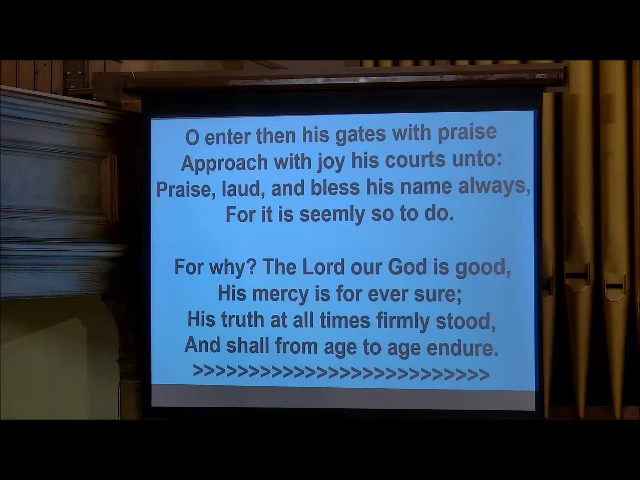 O enter then his gates with praise
Approach with joy his courts unto:
Praise, laud, and bless his name always,
For it is seemly so to do.
For why? The Lord our God is good,
His mercy is for ever sure;
His truth at all times firmly stood,
And shall from age to age endure.
>>>>>>>>>>>>>>>>>>>>>>>>>>>